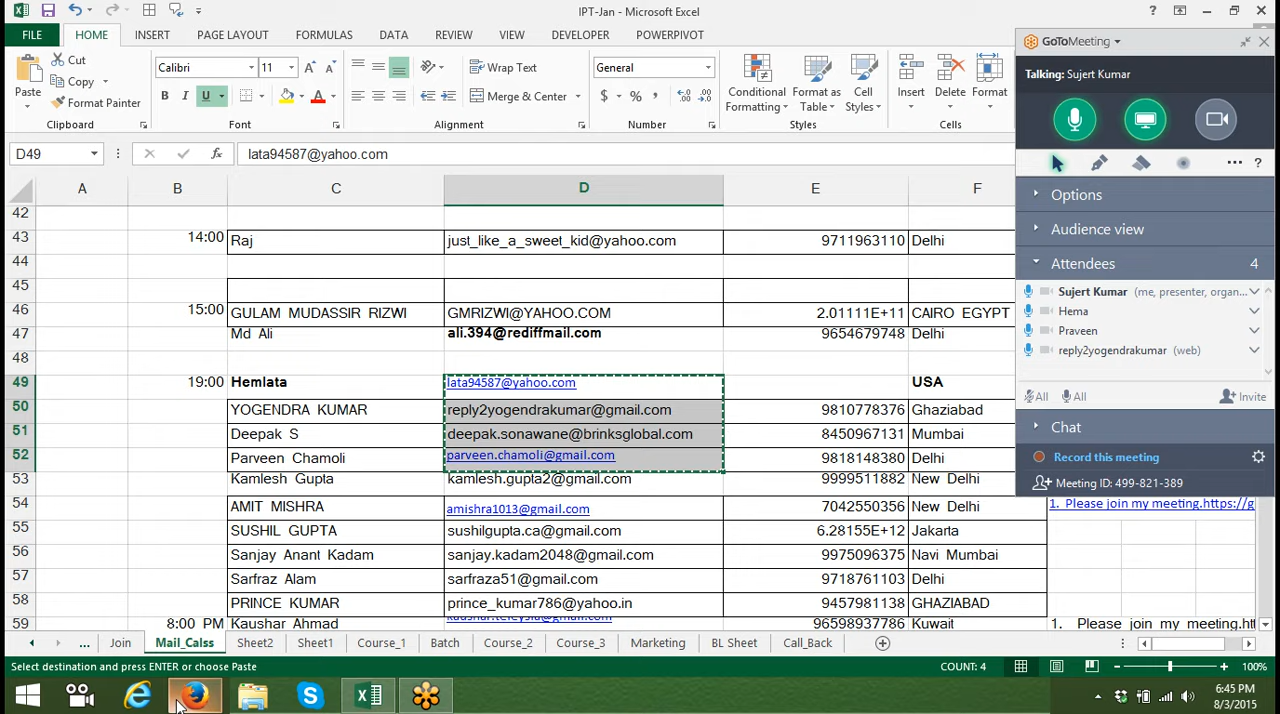 IPT-Jan - Microsoft Excel
FILE HOME INSERT PAGE LAYOUT FORMULAS DATA REVIEW VIEW DEVELOPER POWERPIVOT
Paste
Cut
Copy
Format Painter
Clipboard
Calibri 11
B I U
Font
Wrap Text
Merge & Center
Alignment
General
$ % ,
Number
Conditional Formatting
Format as Table
Cell Styles
Styles
Insert Delete Format
Cells
D49 fx lata94587@yahoo.com
A B C D E F
42
43 14:00 Raj just_like_a_sweet_kid@yahoo.com 9711963110 Delhi
44
45
46 15:00 GULAM MUDASSIR RIZWI GMRIZWI@YAHOO.COM 2.01111E+11 CAIRO EGYPT
47 Md Ali ali.394@rediffmail.com 9654679748 Delhi
48
49 19:00 Hemlata lata94587@yahoo.com USA
50 YOGENDRA KUMAR reply2yogendrakumar@gmail.com 9810778376 Ghaziabad
51 Deepak S deepak.sonawane@brinksglobal.com 8450967131 Mumbai
52 Parveen Chamoli parveen.chamoli@gmail.com 9818148380 Delhi
53 Kamlesh Gupta kamlesh.gupta2@gmail.com 9999511882 New Delhi
54 AMIT MISHRA amishra1013@gmail.com 7042550356 New Delhi 1. Please join my meeting.https://g
55 SUSHIL GUPTA sushilgupta.ca@gmail.com 6.28155E+12 Jakarta
56 Sanjay Anant Kadam sanjay.kadam2048@gmail.com 9975096375 Navi Mumbai
57 Sarfraz Alam sarfraza51@gmail.com 9718761103 Delhi
58 PRINCE KUMAR prince_kumar786@yahoo.in 9457981138 GHAZIABAD
59 8:00 PM Kaushar Ahmad kaushar.teleysia@gmail.com 96598937786 Kuwait 1. Please join my meeting.ht
... Join Mail_Calss Sheet2 Sheet1 Course_1 Batch Course_2 Course_3 Marketing BL Sheet Call_Back
Select destination and press ENTER or choose Paste COUNT: 4 100%
6:45 PM
8/3/2015
GoToMeeting
Talking: Sujert Kumar
... ?
Options
Audience view
Attendees 4
Sujert Kumar (me, presenter, organ...
Hema
Praveen
reply2yogendrakumar (web)
All All Invite
Chat
Record this meeting
Meeting ID: 499-821-389